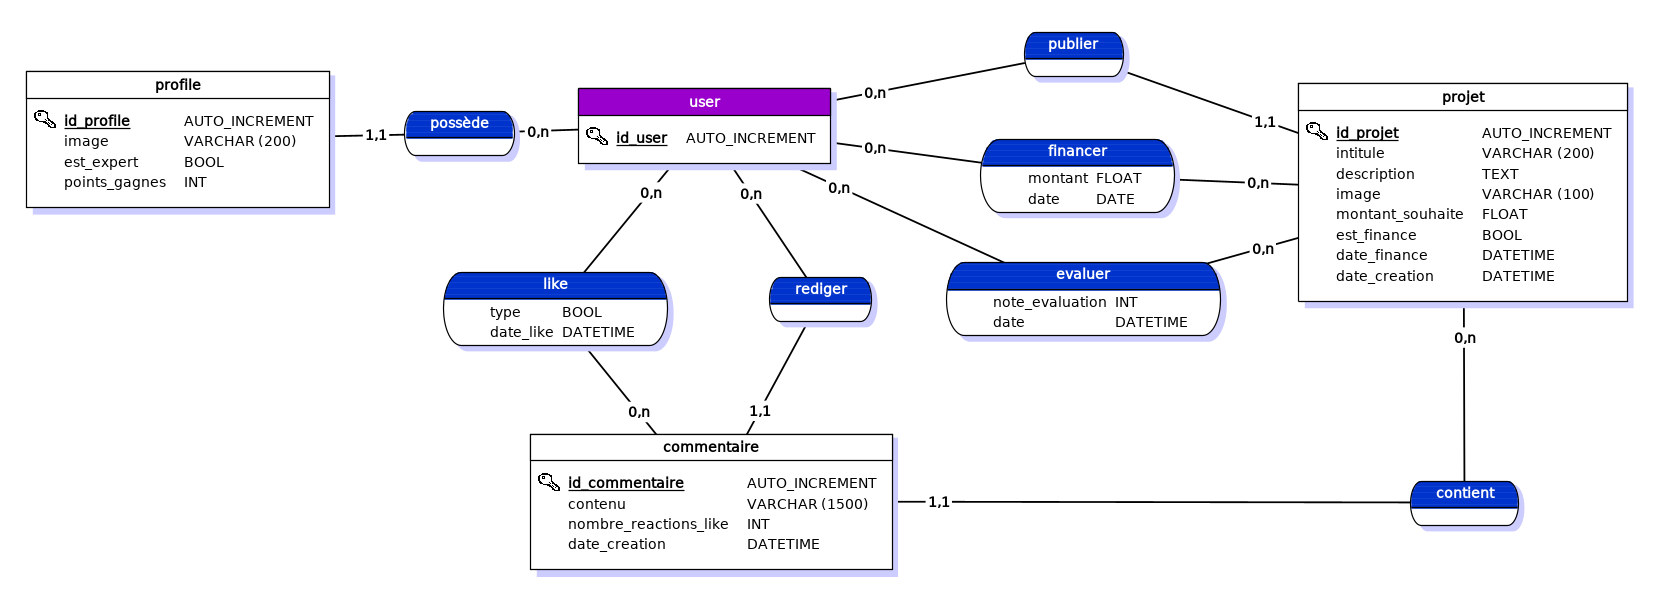 profile
id_profile AUTO_INCREMENT
image VARCHAR (200)
est_expert BOOL
points_gagnes INT
1,1
possède
0,n
user
id_user AUTO_INCREMENT
0,n
publier
1,1
0,n
financer
montant FLOAT
date DATE
0,n
projet
id_projet AUTO_INCREMENT
intitule VARCHAR (200)
description TEXT
image VARCHAR (100)
montant_souhaite FLOAT
est_finance BOOL
date_finance DATETIME
date_creation DATETIME
0,n
0,n
0,n
0,n
like
type BOOL
date_like DATETIME
rediger
evaluer
note_evaluation INT
date DATETIME
0,n
0,n
1,1
commentaire
id_commentaire AUTO_INCREMENT
contenu VARCHAR (1500)
nombre_reactions_like INT
date_creation DATETIME
1,1
contient